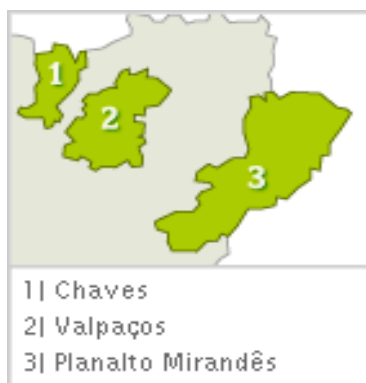 1
2
3
1| Chaves
2| Valpaços
3| Planalto Mirandês